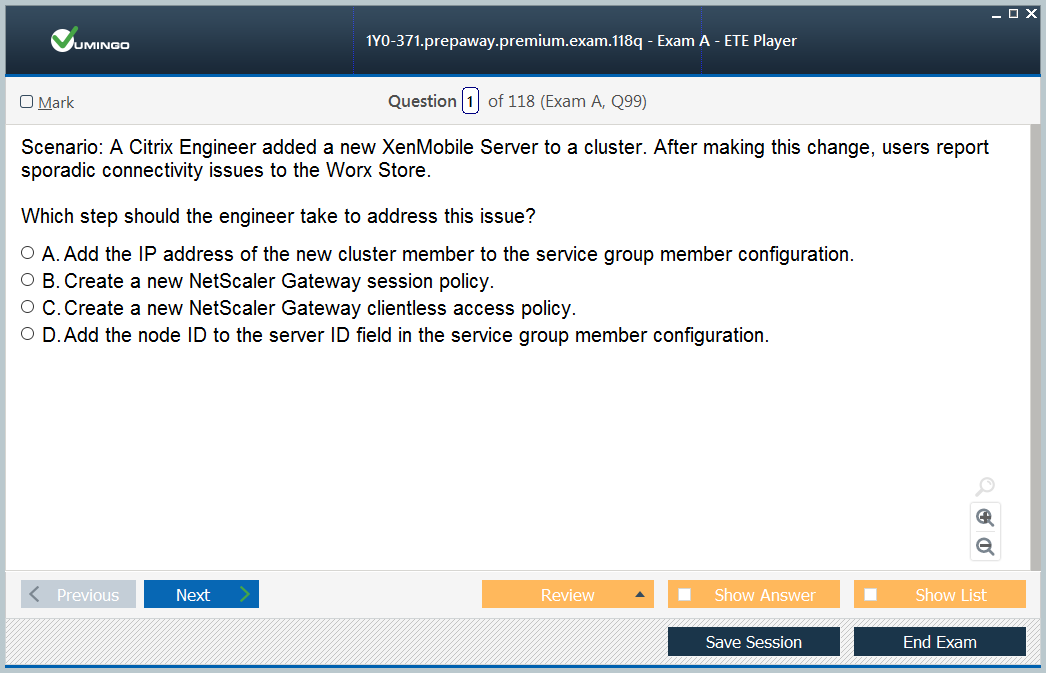 VUMINGO
1Y0-371.prepaway.premium.exam.118q - Exam A - ETE Player
Mark
Question 1 of 118 (Exam A, Q99)
Scenario: A Citrix Engineer added a new XenMobile Server to a cluster. After making this change, users report
sporadic connectivity issues to the Worx Store.
Which step should the engineer take to address this issue?
A. Add the IP address of the new cluster member to the service group member configuration.
B. Create a new NetScaler Gateway session policy.
C. Create a new NetScaler Gateway clientless access policy.
D. Add the node ID to the server ID field in the service group member configuration.
Previous
Next
Review
Show Answer
Show List
Save Session
End Exam